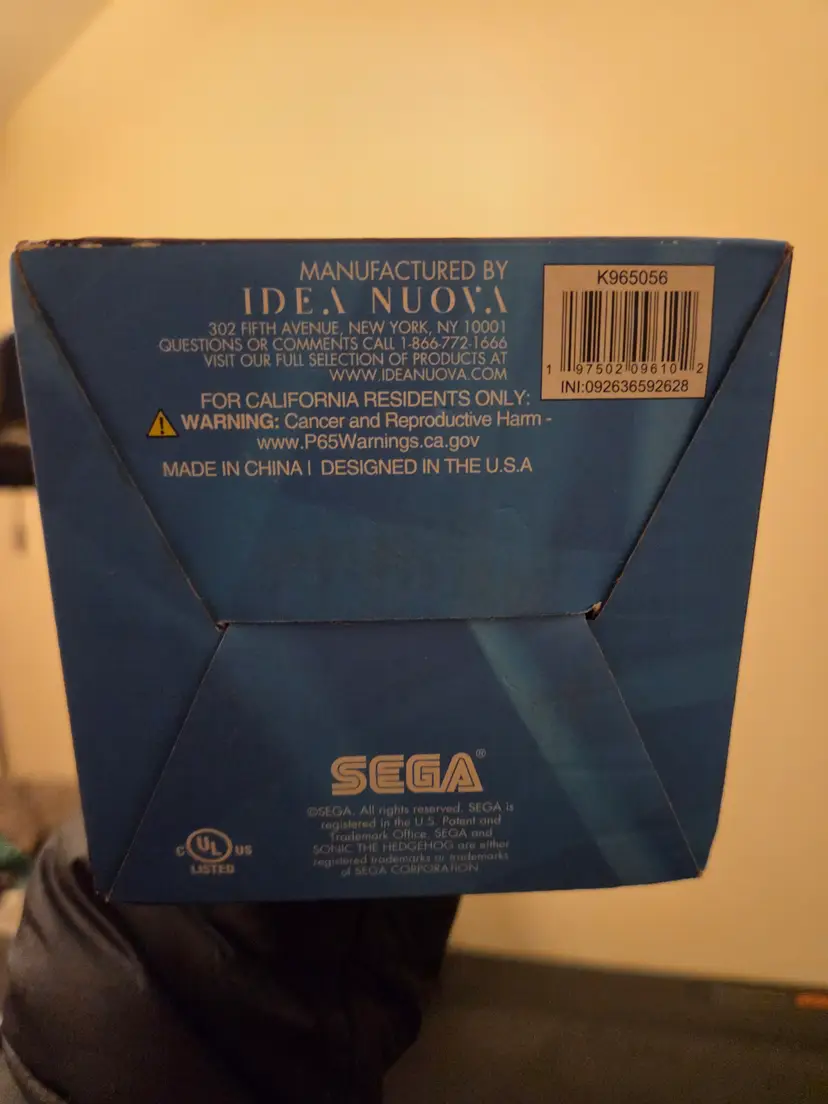 MANUFACTURED BY
IDEA NUOVA
302 FIFTH AVENUE, NEW YORK, NY 10001
QUESTIONS OR COMMENTS CALL 1-866-772-1666
VISIT OUR FULL SELECTION OF PRODUCTS AT
WWW.IDEANUOVA.COM
FOR CALIFORNIA RESIDENTS ONLY:
WARNING: Cancer and Reproductive Harm -
www.P65Warnings.ca.gov
MADE IN CHINA | DESIGNED IN THE U.S.A
K965056
1 97502 09610 2
INI:092636592628
SEGA®
©SEGA. All rights reserved. SEGA is
registered in the U.S. Patent and
Trademark Office. SEGA and
SONIC THE HEDGEHOG are either
registered trademarks or trademarks
of SEGA CORPORATION
C UL US
LISTED